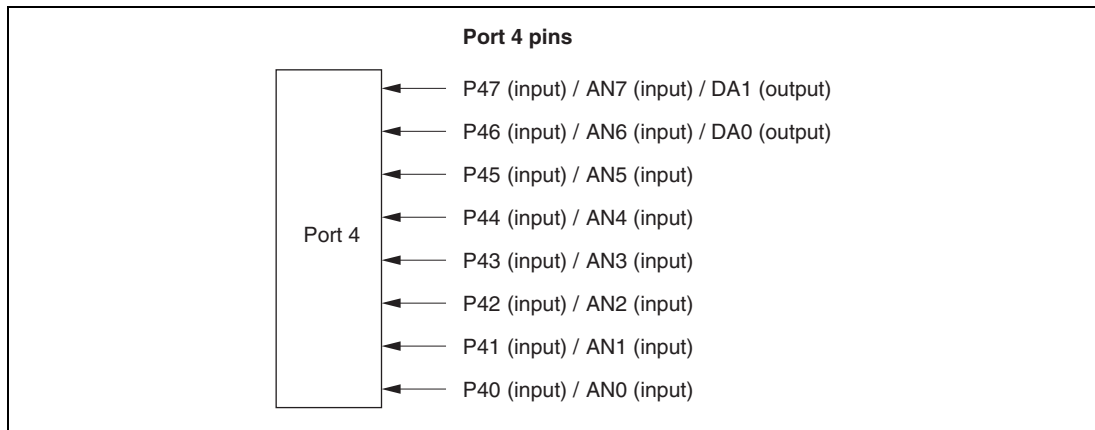 Port 4 pins
P47 (input) / AN7 (input) / DA1 (output)
P46 (input) / AN6 (input) / DA0 (output)
P45 (input) / AN5 (input)
P44 (input) / AN4 (input)
Port 4
P43 (input) / AN3 (input)
P42 (input) / AN2 (input)
P41 (input) / AN1 (input)
P40 (input) / AN0 (input)